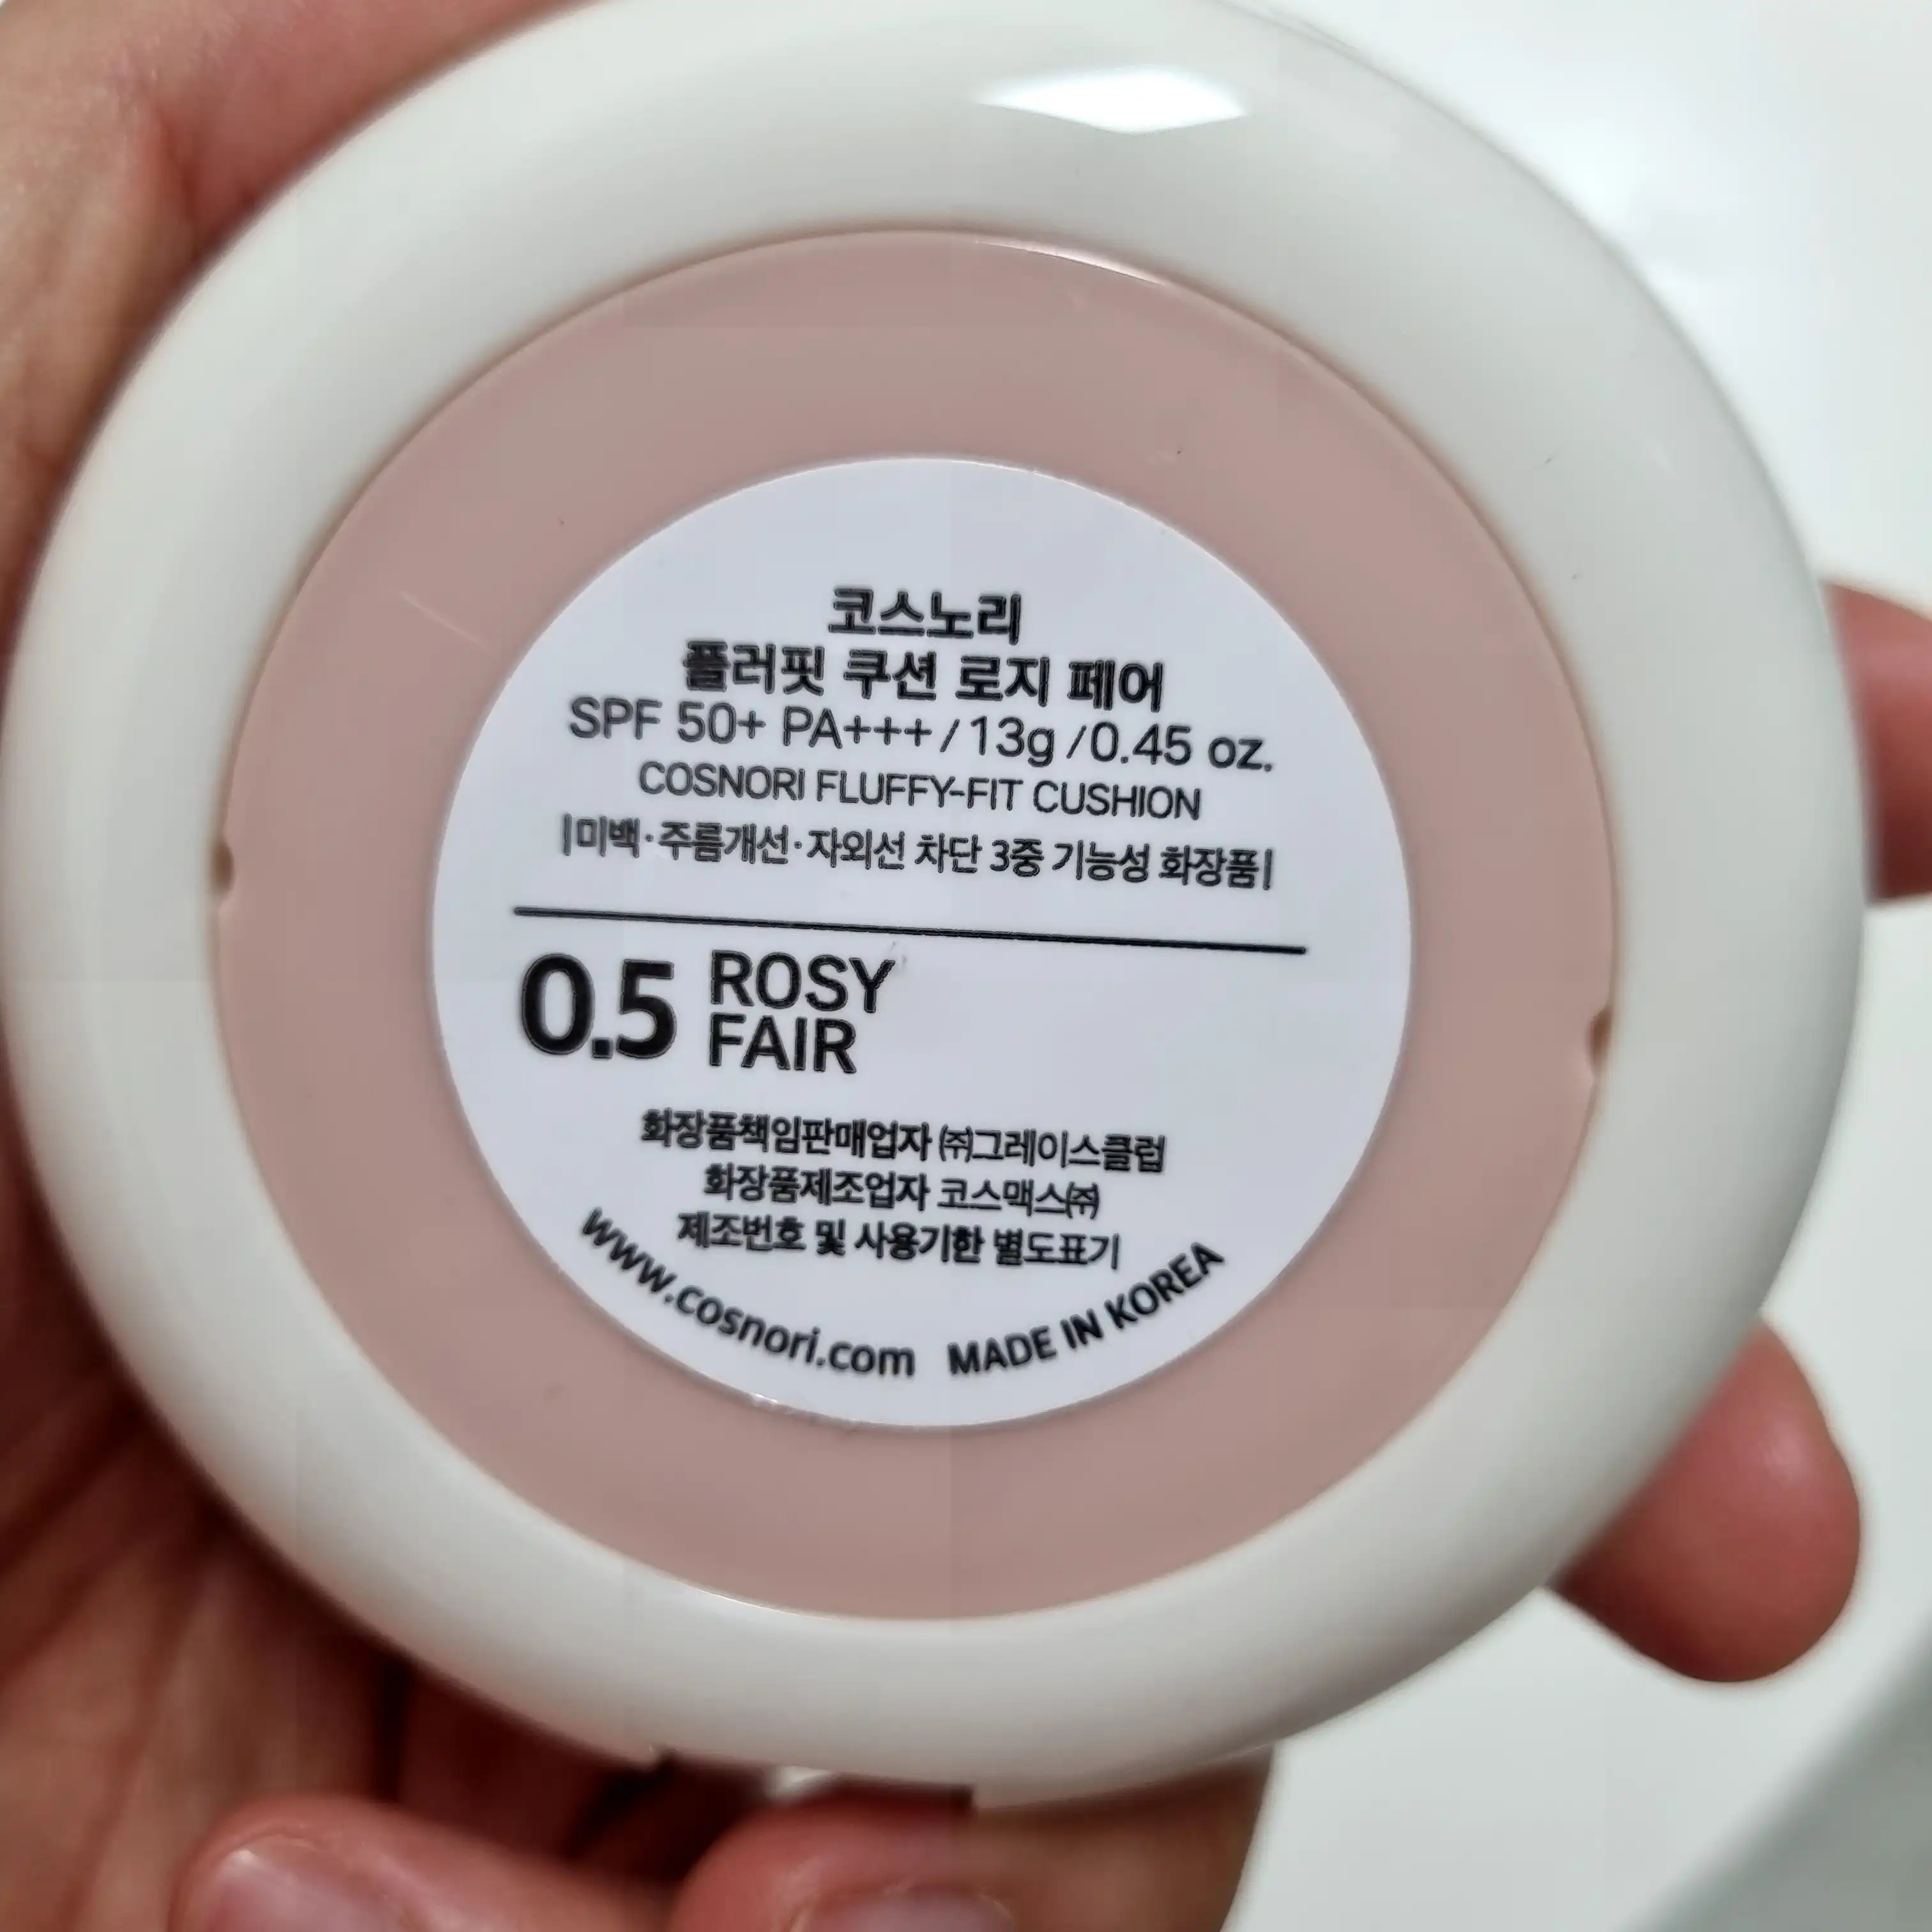 코스노리
플러핏 쿠션 로지 페어
SPF 50+ PA+++/13g/0.45 oz.
COSNORI FLUFFY-FIT CUSHION
|미백·주름개선·자외선 차단 3중 기능성 화장품|
0.5 ROSY
FAIR
화장품책임판매업자 ㈜그레이스클럽
화장품제조업자 코스맥스㈜
제조번호 및 사용기한 별도표기
www.cosnori.com MADE IN KOREA